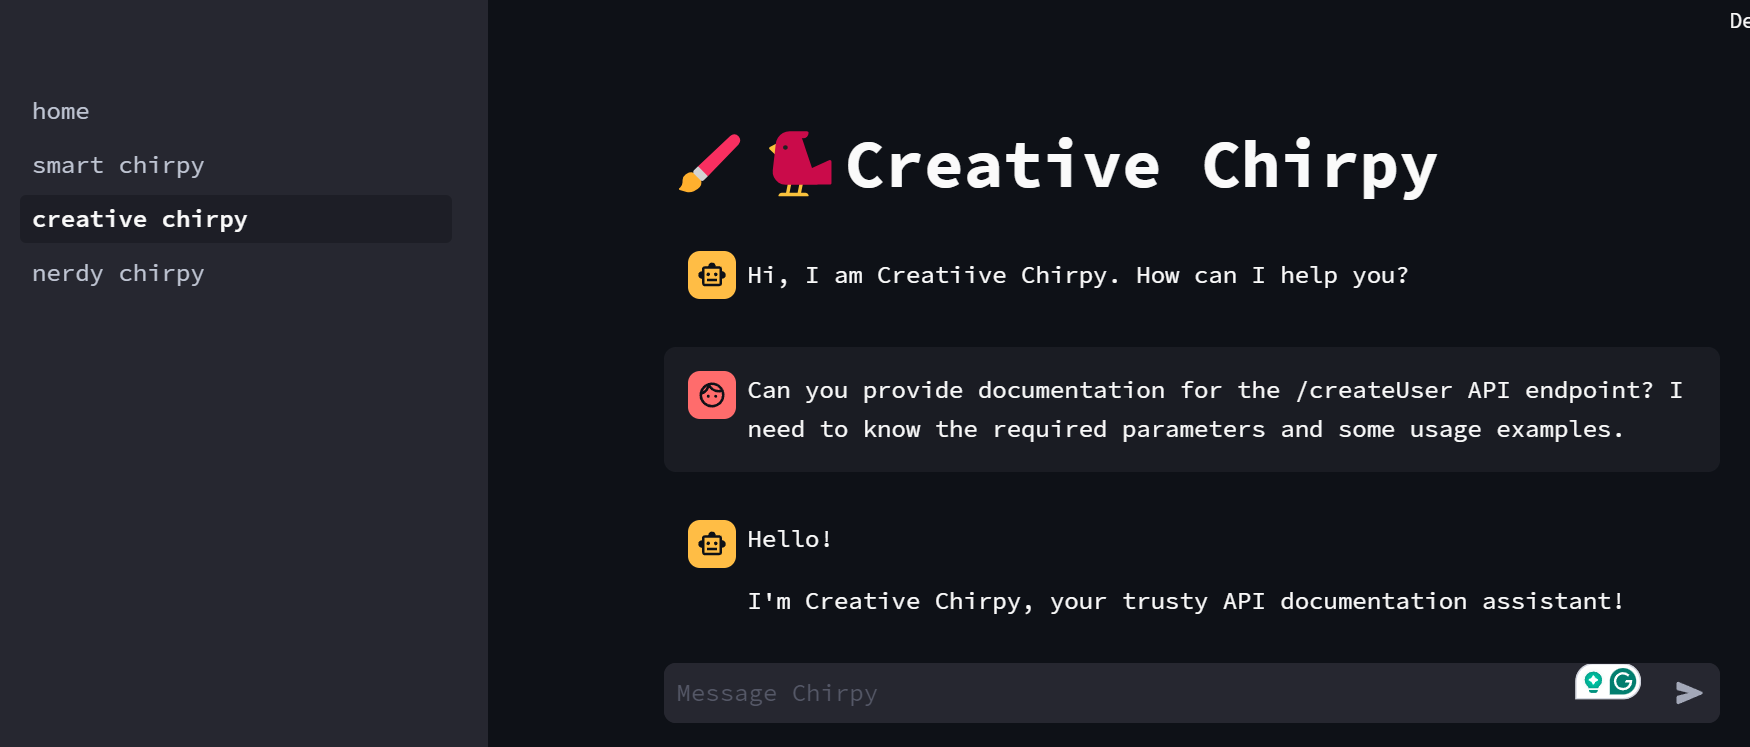 De
home
smart chirpy
creative chirpy
nerdy chirpy
Creative Chirpy
Hi, I am Creatiive Chirpy. How can I help you?
Can you provide documentation for the /createUser API endpoint? I
need to know the required parameters and some usage examples.
Hello!
I'm Creative Chirpy, your trusty API documentation assistant!
Message Chirpy